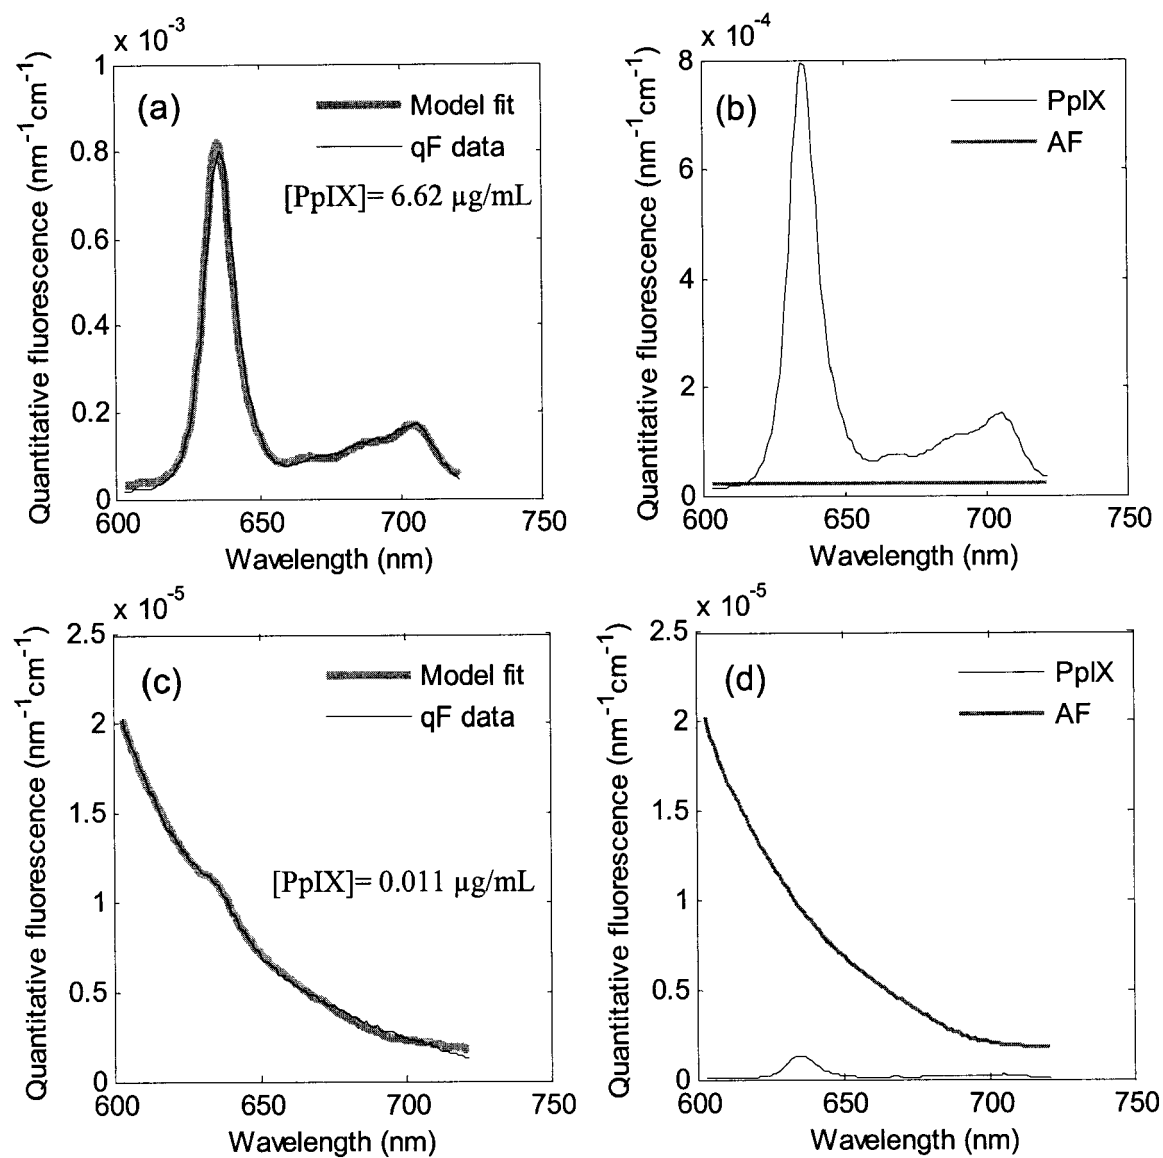 x 10⁻³
Quantitative fluorescence (nm⁻¹cm⁻¹)
1
0.8
0.6
0.4
0.2
0
(a)
Model fit
qF data
[PpIX]= 6.62 µg/mL
600 650 700 750
Wavelength (nm)
x 10⁻⁴
Quantitative fluorescence (nm⁻¹cm⁻¹)
8
6
4
2
0
(b)
PpIX
AF
600 650 700 750
Wavelength (nm)
x 10⁻⁵
Quantitative fluorescence (nm⁻¹cm⁻¹)
2.5
2
1.5
1
0.5
0
(c)
Model fit
qF data
[PpIX]= 0.011 µg/mL
600 650 700 750
Wavelength (nm)
x 10⁻⁵
Quantitative fluorescence (nm⁻¹cm⁻¹)
2.5
2
1.5
1
0.5
0
(d)
PpIX
AF
600 650 700 750
Wavelength (nm)